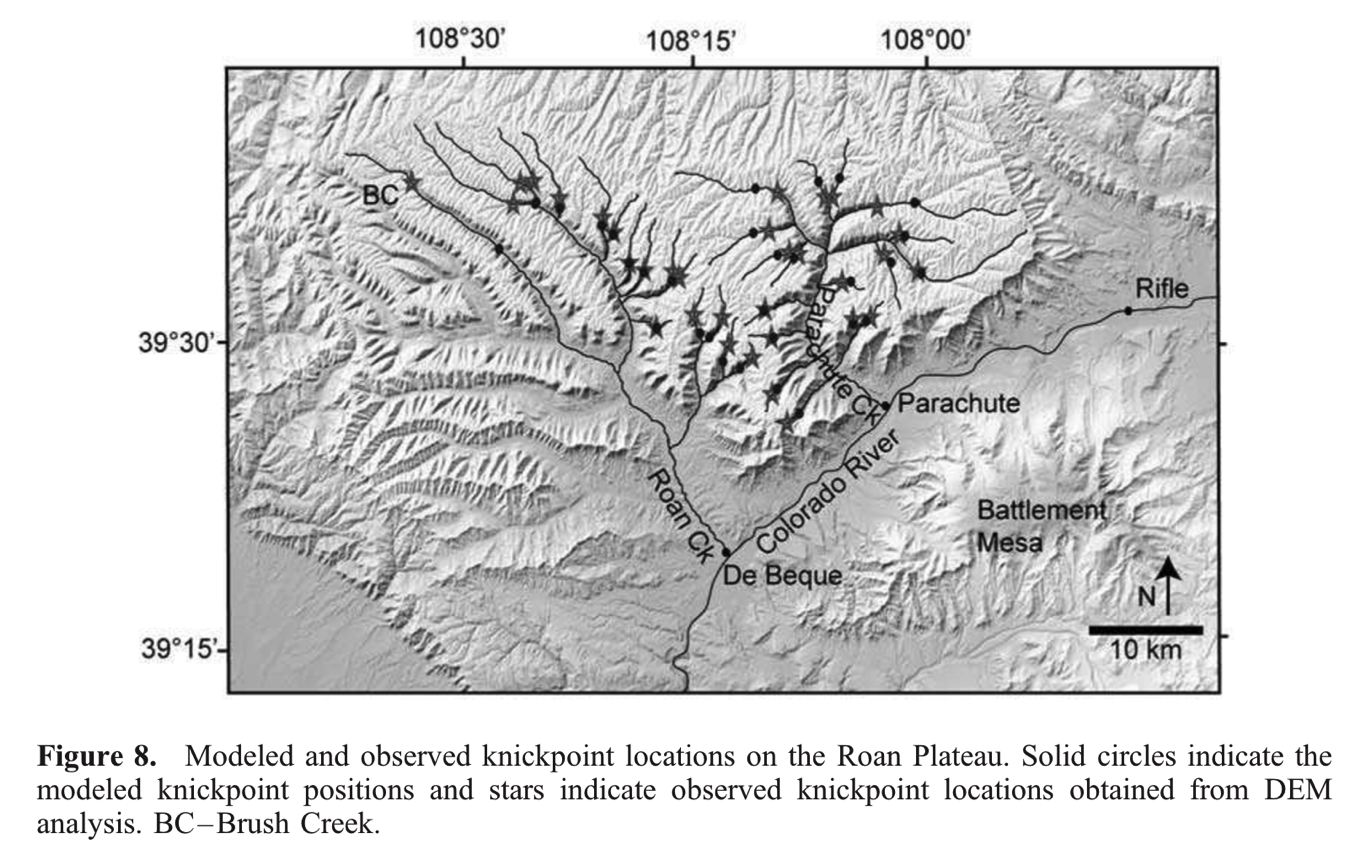 108°30'
108°15'
108°00'
BC
Rifle
39°30'
Parachute Ck
Parachute
Roan Ck
Colorado River
Battlement
Mesa
De Beque
N
39°15'
10 km
Figure 8. Modeled and observed knickpoint locations on the Roan Plateau. Solid circles indicate the
modeled knickpoint positions and stars indicate observed knickpoint locations obtained from DEM
analysis. BC–Brush Creek.